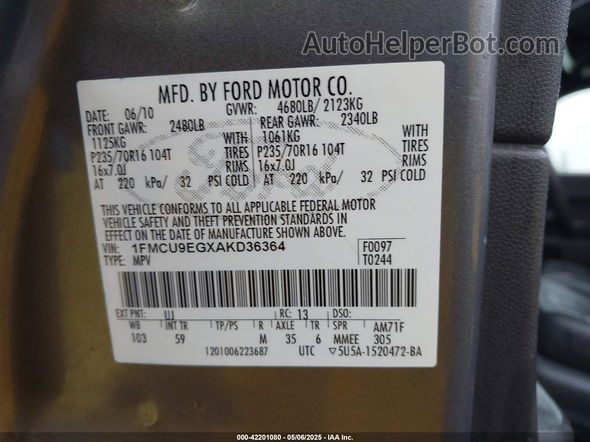 AutoHelperBot.com
MFD. BY FORD MOTOR CO.
DATE: 06/10 GVWR: 4680LB/ 2123KG
FRONT GAWR: 2480LB REAR GAWR: 2340LB
1125KG WITH 1061KG WITH
P235/70R16 104T TIRES P235/70R16 104T TIRES
16x7.0J RIMS 16x7.0J RIMS
AT 220 kPa/ 32 PSI COLD AT 220 kPa/ 32 PSI COLD
THIS VEHICLE CONFORMS TO ALL APPLICABLE FEDERAL MOTOR
VEHICLE SAFETY AND THEFT PREVENTION STANDARDS IN
EFFECT ON THE DATE OF MANUFACTURE SHOWN ABOVE.
VIN: 1FMCU9EGXAKD36364 F0097
TYPE: MPV T0244
EXT PNT: UJ RC: 13 DSO:
WB INT TR TP/PS R AXLE TR SPR AM71F
103 59 M 35 6 MMEE 305
1201006223687 UTC ▽5U5A-1520472-BA
000-42201080 - 05/06/2025 - IAA Inc.